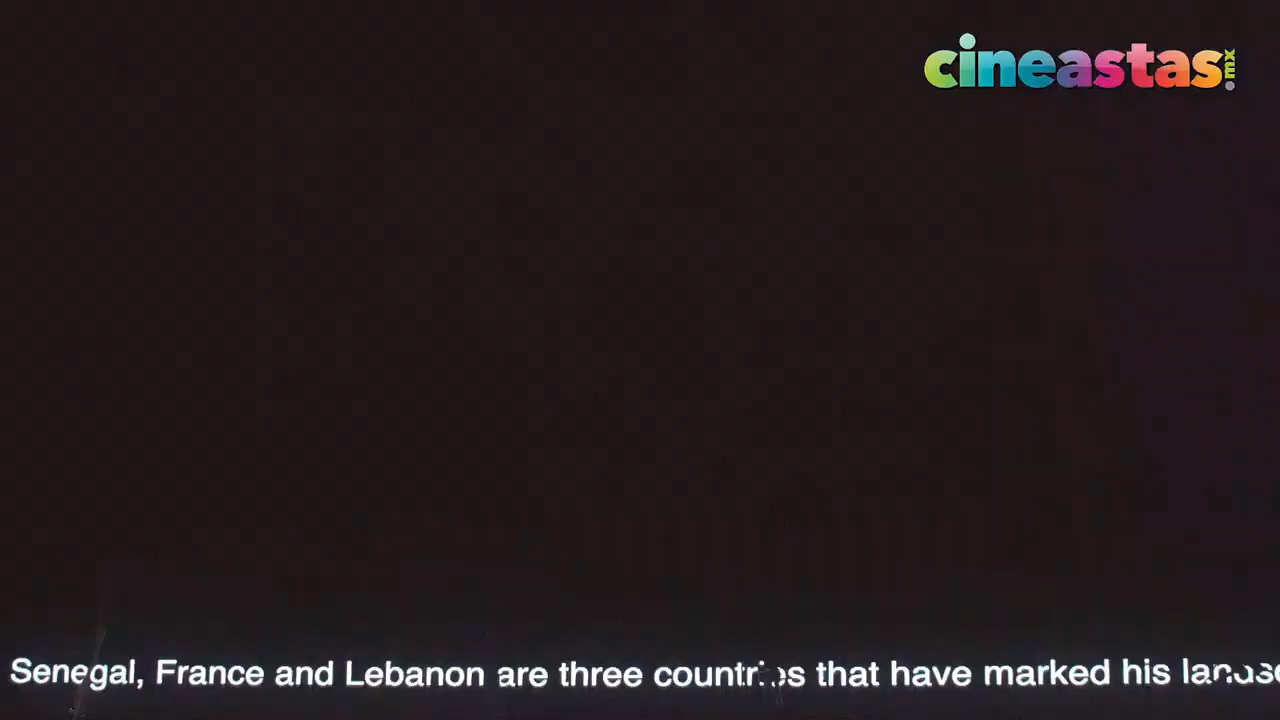 cineastas.mx
Senegal, France and Lebanon are three countries that have marked his